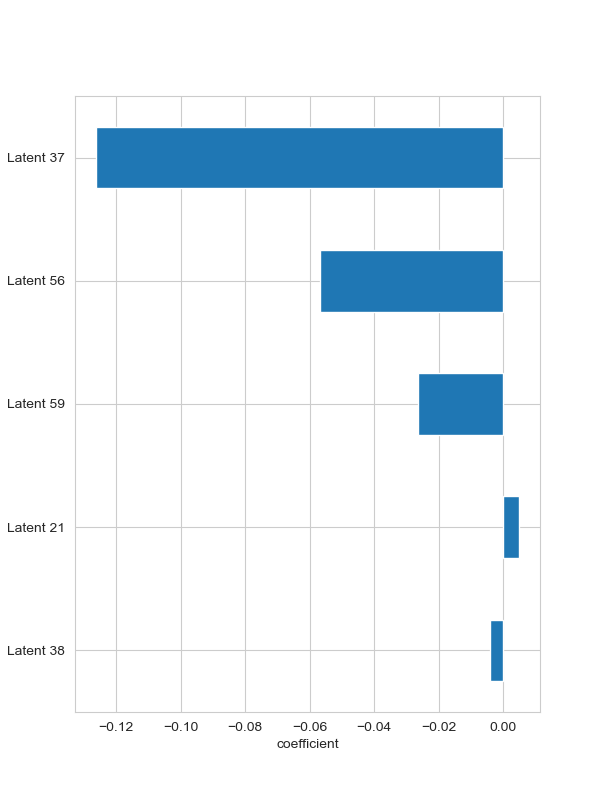 Latent 37
Latent 56
Latent 59
Latent 21
Latent 38
−0.12 −0.10 −0.08 −0.06 −0.04 −0.02 0.00
coefficient